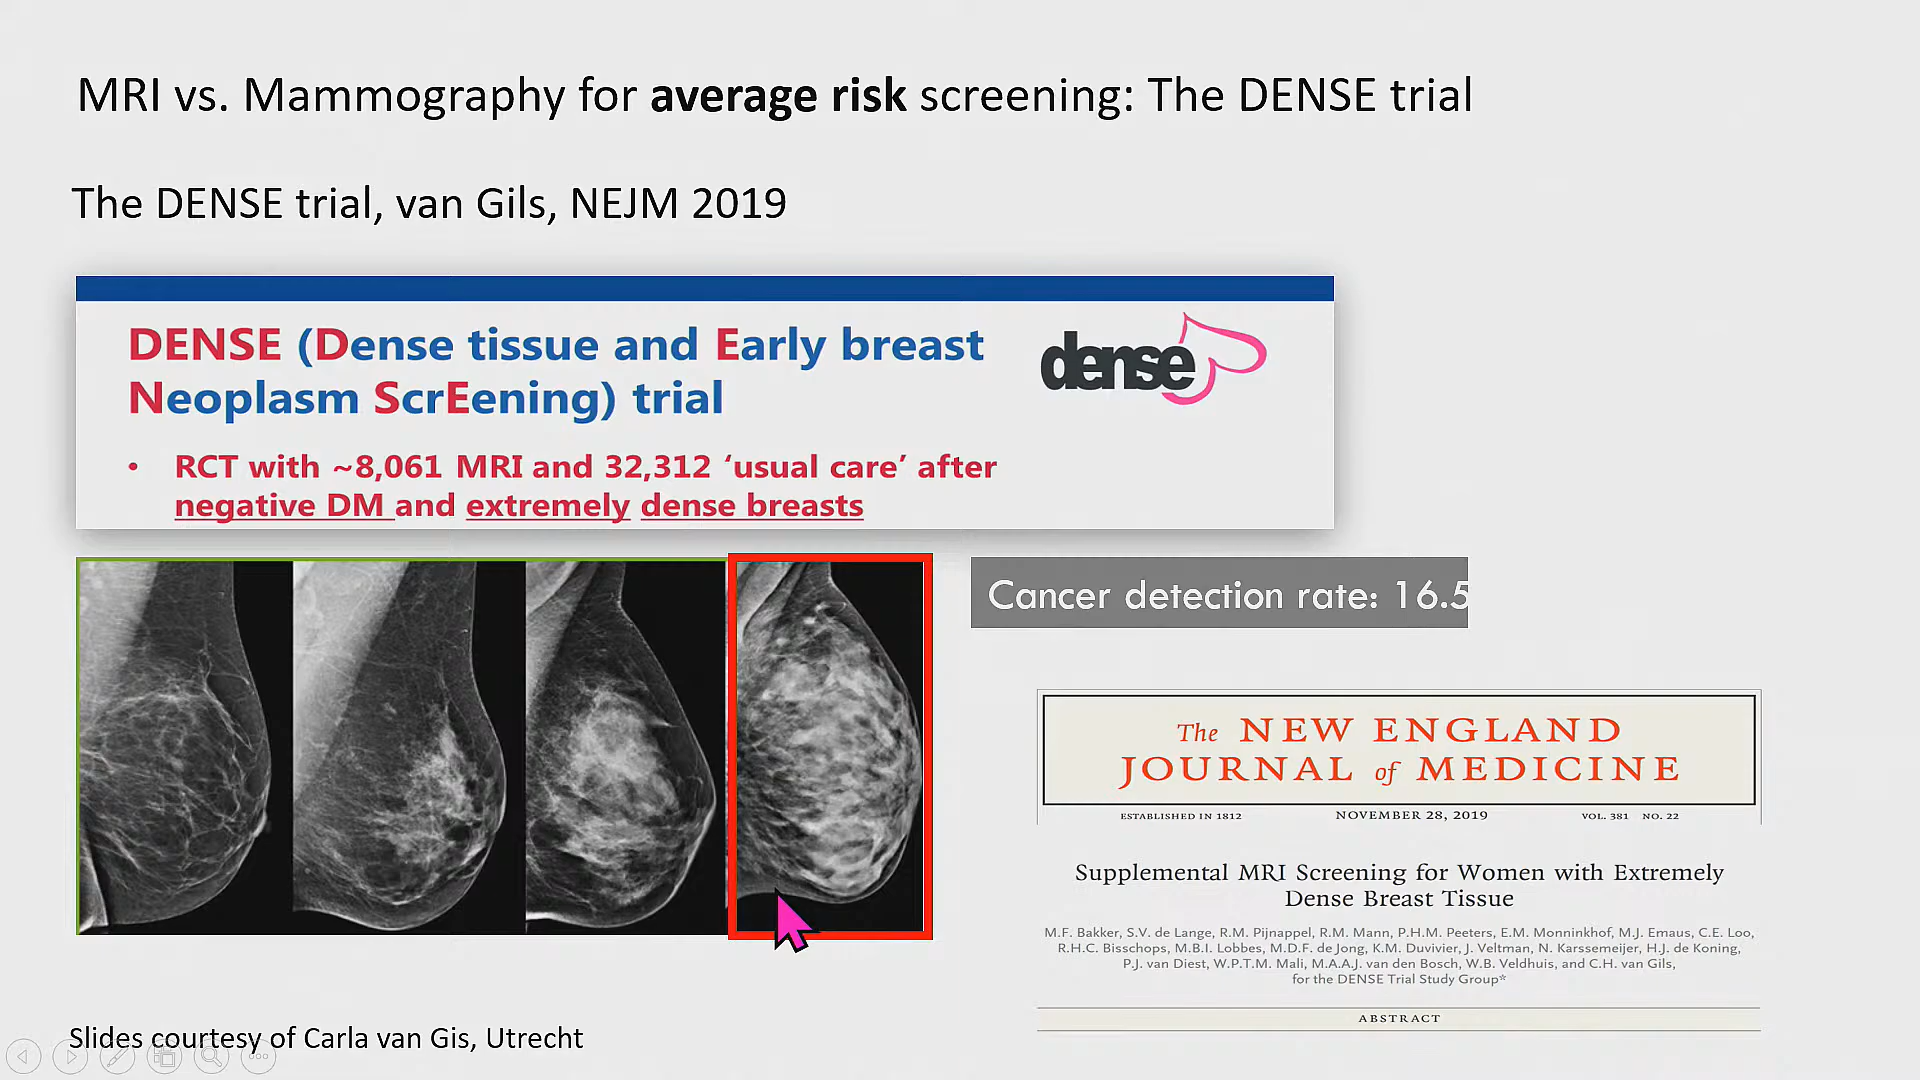 MRI vs. Mammography for average risk screening: The DENSE trial
The DENSE trial, van Gils, NEJM 2019
DENSE (Dense tissue and Early breast
Neoplasm ScrEening) trial
dense
• RCT with ~8,061 MRI and 32,312 ‘usual care’ after
negative DM and extremely dense breasts
Cancer detection rate: 16.5
The NEW ENGLAND
JOURNAL of MEDICINE
ESTABLISHED IN 1812 NOVEMBER 28, 2019 VOL. 381 NO. 22
Supplemental MRI Screening for Women with Extremely
Dense Breast Tissue
M.F. Bakker, S.V. de Lange, R.M. Pijnappel, R.M. Mann, P.H.M. Peeters, E.M. Monninkhof, M.J. Emaus, C.E. Loo,
R.H.C. Bisschops, M.B.I. Lobbes, M.D.F. de Jong, K.M. Duvivier, J. Veltman, N. Karssemeijer, H.J. de Koning,
P.J. van Diest, W.P.T.M. Mali, M.A.A.J. van den Bosch, W.B. Veldhuis, and C.H. van Gils,
for the DENSE Trial Study Group*
ABSTRACT
Slides courtesy of Carla van Gis, Utrecht